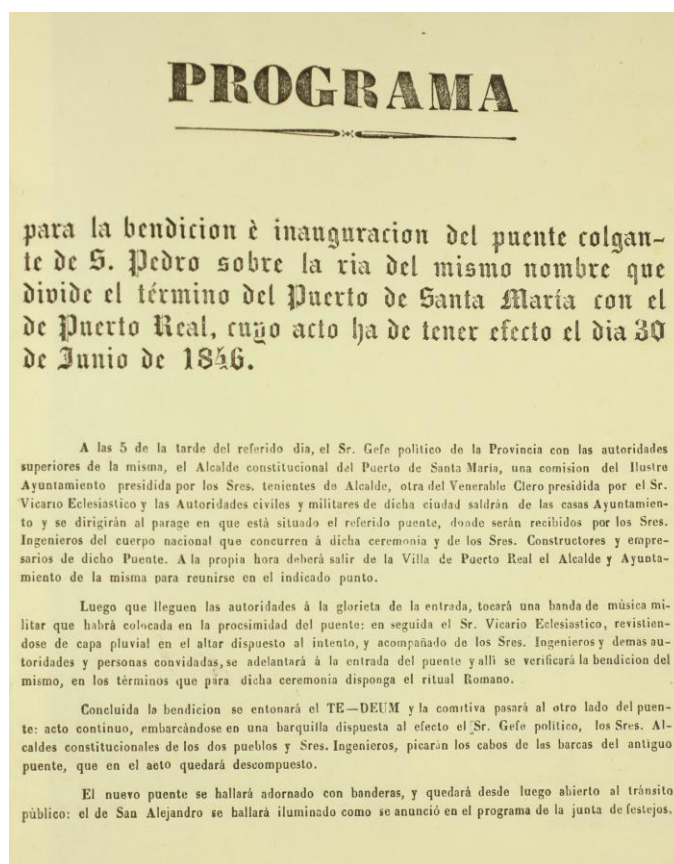 PROGRAMA
para la bendicion è inauguracion del puente colgan-
te de S. Pedro sobre la ria del mismo nombre que
divide el término del Puerto de Santa María con el
de Puerto Real, cuyo acto ha de tener efecto el dia 30
de Junio de 1846.
A las 5 de la tarde del referido dia, el Sr. Gefe político de la Provincia con las autoridades
superiores de la misma, el Alcalde constitucional del Puerto de Santa María, una comision del Ilustre
Ayuntamiento presidida por los Sres. tenientes de Alcalde, otra del Venerable Clero presidida por el Sr.
Vicario Eclesiastico y las Autoridades civiles y militares de dicha ciudad saldrán de las casas Ayuntamien-
to y se dirigirán al parage en que está situado el referido puente, donde serán recibidos por los Sres.
Ingenieros del cuerpo nacional que concurren á dicha ceremonia y de los Sres. Constructores y empre-
sarios de dicho Puente. A la propia hora deberá salir de la Villa de Puerto Real el Alcalde y Ayunta-
miento de la misma para reunirse en el indicado punto.
Luego que lleguen las autoridades á la glorieta de la entrada, tocará una banda de música mi-
litar que habrá colocada en la procsimidad del puente: en seguida el Sr. Vicario Eclesiastico, revistien-
dose de capa pluvial en el altar dispuesto al intento, y acompañado de los Sres. Ingenieros y demas au-
toridades y personas convidadas, se adelantará á la entrada del puente y allì se verificará la bendicion del
mismo, en los términos que para dicha ceremonia disponga el ritual Romano.
Concluida la bendicion se entonará el TE—DEUM y la comitiva pasará al otro lado del puen-
te: acto continuo, embarcándose en una barquilla dispuesta al efecto el Sr. Gefe politico, los Sres. Al-
caldes constitucionales de los dos pueblos y Sres. Ingenieros, picarán los cabos de las barcas del antiguo
puente, que en el acto quedará descompuesto.
El nuevo puente se hallará adornado con banderas, y quedará desde luego abierto al tránsito
pùblico: el de San Alejandro se hallará iluminado como se anunció en el programa de la junta de festejos.